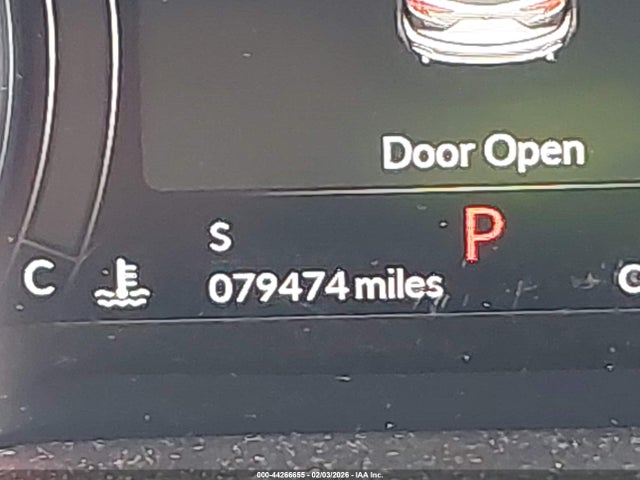 Door Open
S
P
C
079474 miles
000-44266655 - 02/03/2026 - IAA Inc.